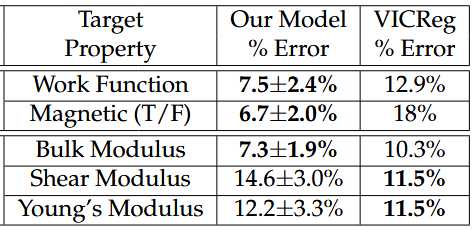 Target Property Our Model % Error VICReg % Error
Work Function 7.5±2.4% 12.9%
Magnetic (T/F) 6.7±2.0% 18%
Bulk Modulus 7.3±1.9% 10.3%
Shear Modulus 14.6±3.0% 11.5%
Young's Modulus 12.2±3.3% 11.5%